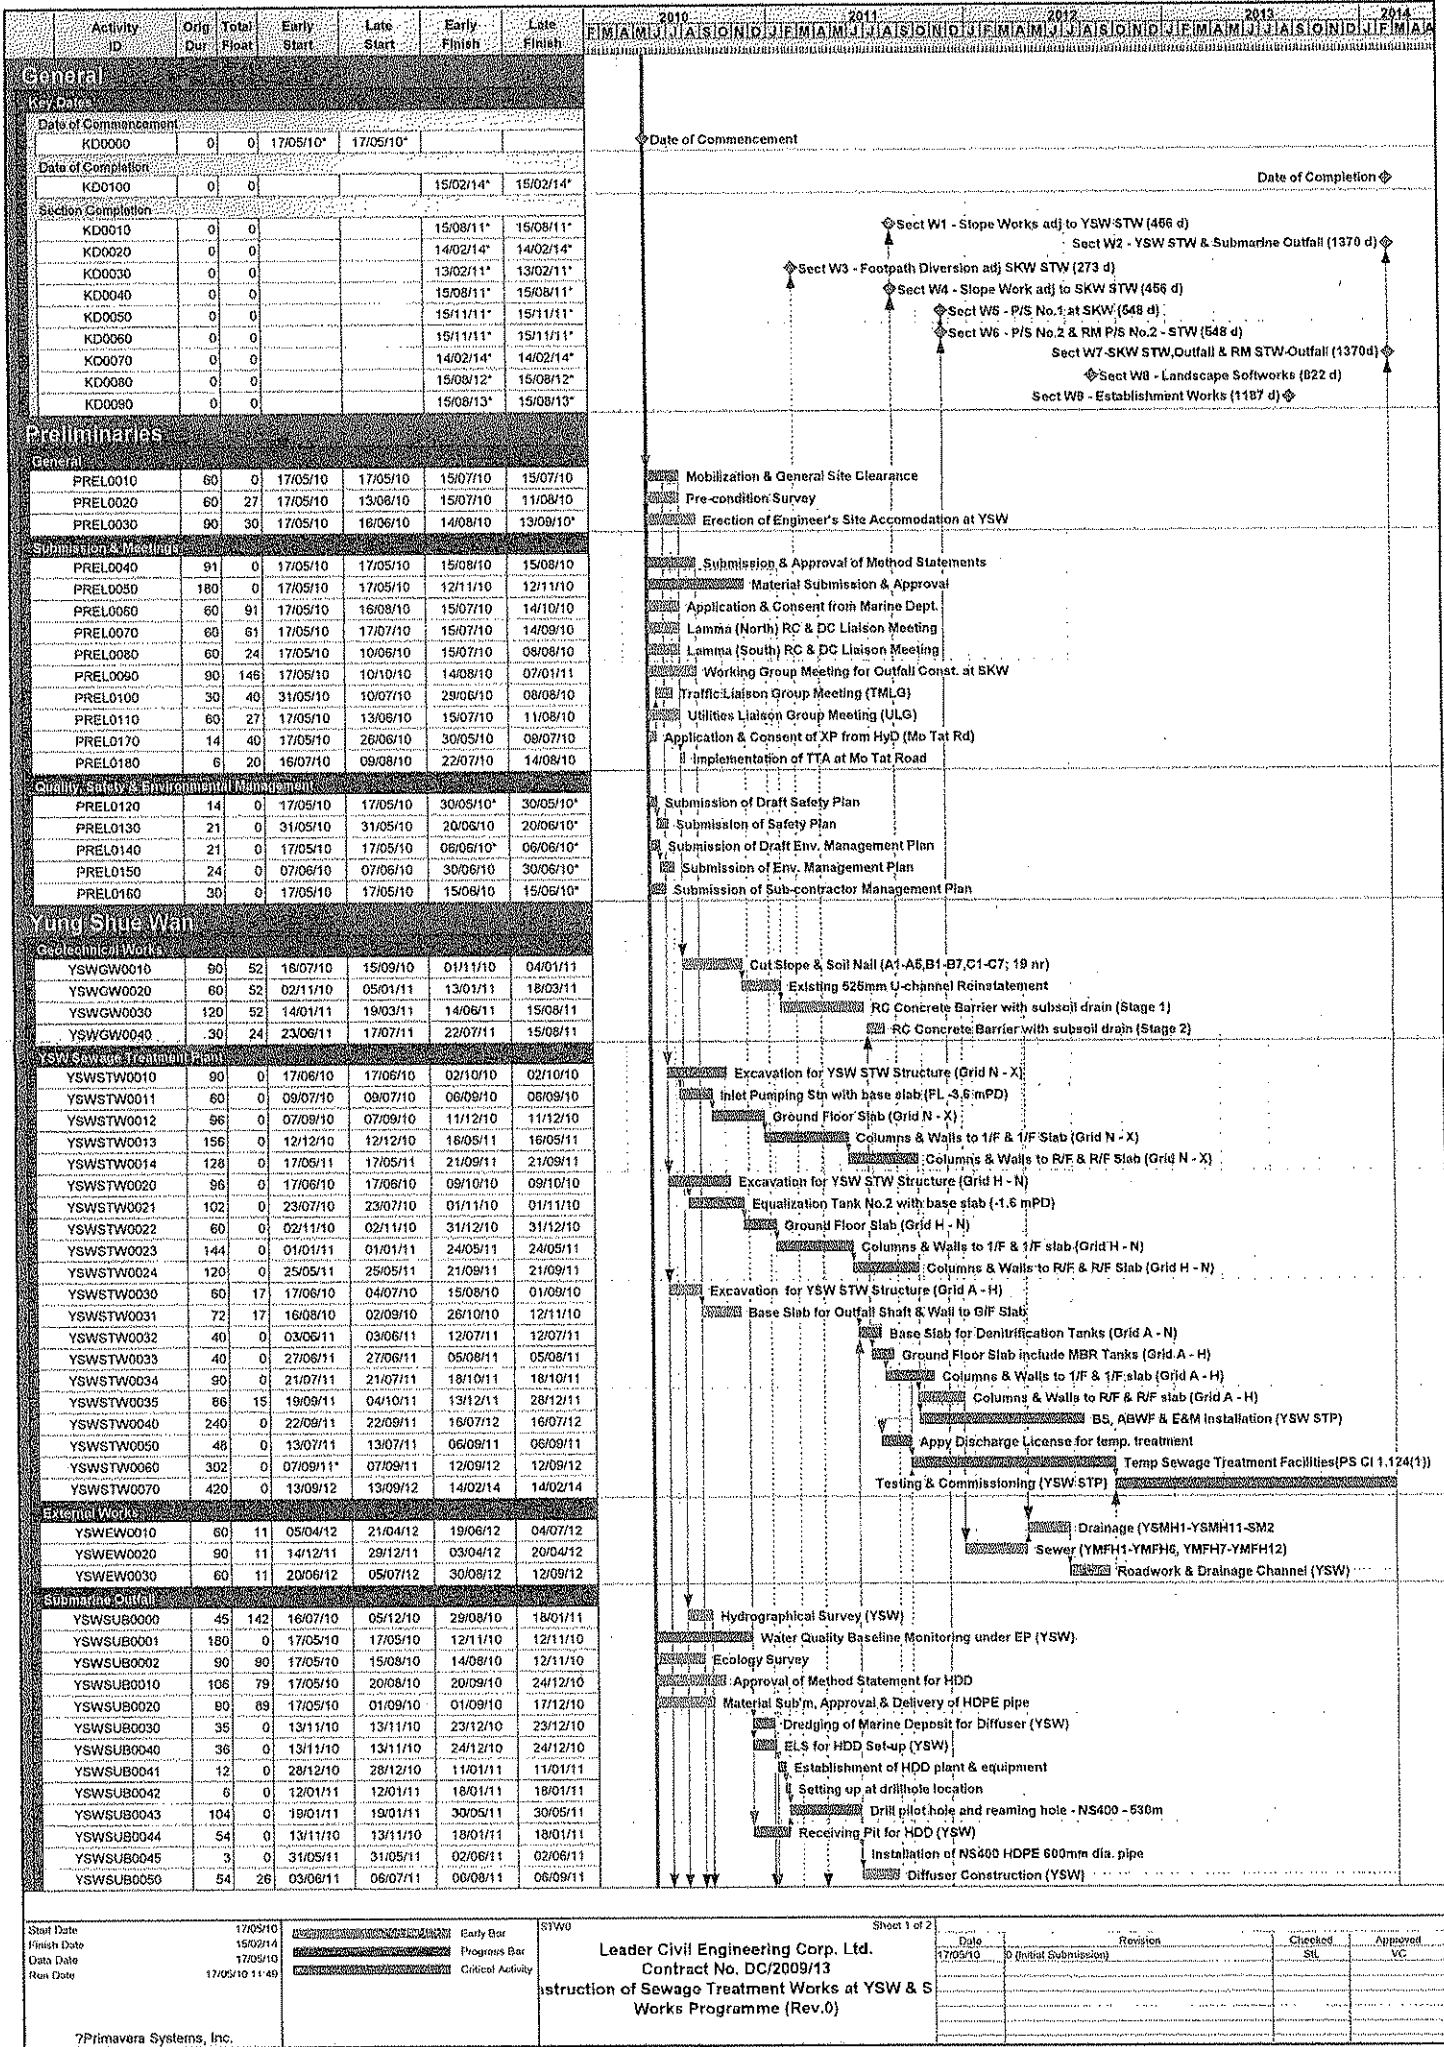 Activity ID Orig Dur Total Float Early Start Late Start Early Finish Late Finish
2010 2011 2012 2013 2014
F M A M J J A S O N D J F M A M J J A S O N D J F M A M J J A S O N D J F M A M J J A S O N D J F M A A
General
Key Dates
Date of Commencement
KD0000 0 0 17/05/10* 17/05/10* Date of Commencement
Date of Completion
KD0100 0 0 15/02/14* 15/02/14* Date of Completion
Section Completion
KD0010 0 0 15/08/11* 15/08/11* Sect W1 - Slope Works adj to YSW STW (456 d)
KD0020 0 0 14/02/14* 14/02/14* Sect W2 - YSW STW & Submarine Outfall (1370 d)
KD0030 0 0 13/02/11* 13/02/11* Sect W3 - Footpath Diversion adj SKW STW (273 d)
KD0040 0 0 15/08/11* 15/08/11* Sect W4 - Slope Work adj to SKW STW (456 d)
KD0050 0 0 15/11/11* 15/11/11* Sect W5 - P/S No.1 at SKW (548 d)
KD0060 0 0 15/11/11* 15/11/11* Sect W6 - P/S No.2 & RM P/S No.2 - STW (548 d)
KD0070 0 0 14/02/14* 14/02/14* Sect W7-SKW STW,Outfall & RM STW-Outfall (1370d)
KD0080 0 0 15/08/12* 15/08/12* Sect W8 - Landscape Softworks (822 d)
KD0090 0 0 15/08/13* 15/08/13* Sect W9 - Establishment Works (1187 d)
Preliminaries
General
PREL0010 60 0 17/05/10 17/05/10 15/07/10 15/07/10 Mobilization & General Site Clearance
PREL0020 60 27 17/05/10 13/06/10 15/07/10 11/08/10 Pre-condition Survey
PREL0030 90 30 17/05/10 16/06/10 14/08/10 13/09/10* Erection of Engineer's Site Accomodation at YSW
Submission & Meetings
PREL0040 91 0 17/05/10 17/05/10 15/08/10 15/08/10 Submission & Approval of Method Statements
PREL0050 180 0 17/05/10 17/05/10 12/11/10 12/11/10 Material Submission & Approval
PREL0060 60 91 17/05/10 16/08/10 15/07/10 14/10/10 Application & Consent from Marine Dept.
PREL0070 60 61 17/05/10 17/07/10 15/07/10 14/09/10 Lamma (North) RC & DC Liaison Meeting
PREL0080 60 24 17/05/10 10/06/10 15/07/10 08/08/10 Lamma (South) RC & DC Liaison Meeting
PREL0090 90 146 17/05/10 10/10/10 14/08/10 07/01/11 Working Group Meeting for Outfall Const. at SKW
PREL0100 30 40 31/05/10 10/07/10 29/06/10 08/08/10 Traffic Liaison Group Meeting (TMLG)
PREL0110 60 27 17/05/10 13/06/10 15/07/10 11/08/10 Utilities Liaison Group Meeting (ULG)
PREL0170 14 40 17/05/10 26/06/10 30/05/10 09/07/10 Application & Consent of XP from HyD (Mo Tat Rd)
PREL0180 6 20 16/07/10 09/08/10 22/07/10 14/08/10 Implementation of TTA at Mo Tat Road
Quality, Safety & Environmental Management
PREL0120 14 0 17/05/10 17/05/10 30/05/10* 30/05/10* Submission of Draft Safety Plan
PREL0130 21 0 31/05/10 31/05/10 20/06/10 20/06/10* Submission of Safety Plan
PREL0140 21 0 17/05/10 17/05/10 06/06/10* 06/06/10* Submission of Draft Env. Management Plan
PREL0150 24 0 07/06/10 07/06/10 30/06/10 30/06/10* Submission of Env. Management Plan
PREL0160 30 0 17/05/10 17/05/10 15/06/10 15/06/10* Submission of Sub-contractor Management Plan
Yung Shue Wan
Geotechnical Works
YSWGW0010 90 52 16/07/10 15/09/10 01/11/10 04/01/11 Cut Slope & Soil Nail (A1-A5,B1-B7,C1-C7; 19 nr)
YSWGW0020 60 52 02/11/10 05/01/11 13/01/11 18/03/11 Existing 525mm U-channel Reinstatement
YSWGW0030 120 52 14/01/11 19/03/11 14/06/11 15/08/11 RC Concrete Barrier with subsoil drain (Stage 1)
YSWGW0040 30 24 23/06/11 17/07/11 22/07/11 15/08/11 RC Concrete Barrier with subsoil drain (Stage 2)
YSW Sewage Treatment Plant
YSWSTW0010 90 0 17/06/10 17/06/10 02/10/10 02/10/10 Excavation for YSW STW Structure (Grid N - X)
YSWSTW0011 60 0 09/07/10 09/07/10 06/09/10 06/09/10 Inlet Pumping Stn with base slab (FL -3.6 mPD)
YSWSTW0012 96 0 07/09/10 07/09/10 11/12/10 11/12/10 Ground Floor Slab (Grid N - X)
YSWSTW0013 156 0 12/12/10 12/12/10 16/05/11 16/05/11 Columns & Walls to 1/F & 1/F Slab (Grid N - X)
YSWSTW0014 128 0 17/05/11 17/05/11 21/09/11 21/09/11 Columns & Walls to R/F & R/F Slab (Grid N - X)
YSWSTW0020 96 0 17/06/10 17/06/10 09/10/10 09/10/10 Excavation for YSW STW Structure (Grid H - N)
YSWSTW0021 102 0 23/07/10 23/07/10 01/11/10 01/11/10 Equalization Tank No.2 with base slab (-1.6 mPD)
YSWSTW0022 60 0 02/11/10 02/11/10 31/12/10 31/12/10 Ground Floor Slab (Grid H - N)
YSWSTW0023 144 0 01/01/11 01/01/11 24/05/11 24/05/11 Columns & Walls to 1/F & 1/F slab (Grid H - N)
YSWSTW0024 120 0 25/05/11 25/05/11 21/09/11 21/09/11 Columns & Walls to R/F & R/F Slab (Grid H - N)
YSWSTW0030 60 17 17/06/10 04/07/10 15/08/10 01/09/10 Excavation for YSW STW Structure (Grid A - H)
YSWSTW0031 72 17 16/08/10 02/09/10 26/10/10 12/11/10 Base Slab for Outfall Shaft & Wall to G/F Slab
YSWSTW0032 40 0 03/06/11 03/06/11 12/07/11 12/07/11 Base Slab for Denitrification Tanks (Grid A - N)
YSWSTW0033 40 0 27/06/11 27/06/11 05/08/11 05/08/11 Ground Floor Slab include MBR Tanks (Grid A - H)
YSWSTW0034 90 0 21/07/11 21/07/11 18/10/11 18/10/11 Columns & Walls to 1/F & 1/F slab (Grid A - H)
YSWSTW0035 86 15 19/09/11 04/10/11 13/12/11 28/12/11 Columns & Walls to R/F & R/F slab (Grid A - H)
YSWSTW0040 240 0 22/09/11 22/09/11 16/07/12 16/07/12 BS, ABWF & E&M Installation (YSW STP)
YSWSTW0050 48 0 13/07/11 13/07/11 06/09/11 06/09/11 Appy Discharge License for temp. treatment
YSWSTW0060 302 0 07/09/11* 07/09/11 12/09/12 12/09/12 Temp Sewage Treatment Facilities(PS Cl 1.124(1))
YSWSTW0070 420 0 13/09/12 13/09/12 14/02/14 14/02/14 Testing & Commissioning (YSW STP)
External Works
YSWEW0010 60 11 05/04/12 21/04/12 19/06/12 04/07/12 Drainage (YSMH1-YSMH11-SM2
YSWEW0020 90 11 14/12/11 29/12/11 03/04/12 20/04/12 Sewer (YMFH1-YMFH6, YMFH7-YMFH12)
YSWEW0030 60 11 20/06/12 05/07/12 30/08/12 12/09/12 Roadwork & Drainage Channel (YSW)
Submarine Outfall
YSWSUB0000 45 142 16/07/10 05/12/10 29/08/10 18/01/11 Hydrographical Survey (YSW)
YSWSUB0001 180 0 17/05/10 17/05/10 12/11/10 12/11/10 Water Quality Baseline Monitoring under EP (YSW)
YSWSUB0002 90 90 17/05/10 15/08/10 14/08/10 12/11/10 Ecology Survey
YSWSUB0010 106 79 17/05/10 20/08/10 20/09/10 24/12/10 Approval of Method Statement for HDD
YSWSUB0020 90 89 17/05/10 01/09/10 01/09/10 17/12/10 Material Sub'm, Approval & Delivery of HDPE pipe
YSWSUB0030 35 0 13/11/10 13/11/10 23/12/10 23/12/10 Dredging of Marine Deposit for Diffuser (YSW)
YSWSUB0040 36 0 13/11/10 13/11/10 24/12/10 24/12/10 ELS for HDD Set-up (YSW)
YSWSUB0041 12 0 28/12/10 28/12/10 11/01/11 11/01/11 Establishment of HDD plant & equipment
YSWSUB0042 6 0 12/01/11 12/01/11 18/01/11 18/01/11 Setting up at drillhole location
YSWSUB0043 104 0 19/01/11 19/01/11 30/05/11 30/05/11 Drill pilot hole and reaming hole - NS400 - 530m
YSWSUB0044 54 0 13/11/10 13/11/10 18/01/11 18/01/11 Receiving Pit for HDD (YSW)
YSWSUB0045 3 0 31/05/11 31/05/11 02/06/11 02/06/11 Installation of NS400 HDPE 600mm dia. pipe
YSWSUB0050 54 26 03/06/11 06/07/11 06/08/11 06/09/11 Diffuser Construction (YSW)
Start Date 17/05/10
Finish Date 15/02/14
Data Date 17/05/10
Run Date 17/05/10 11:49
?Primavera Systems, Inc.
Early Bar
Progress Bar
Critical Activity
STW0 Sheet 1 of 2
Leader Civil Engineering Corp. Ltd.
Contract No. DC/2009/13
nstruction of Sewage Treatment Works at YSW & S
Works Programme (Rev.0)
Date Revision Checked Approved
17/05/10 0 (Initial Submission) StL VC